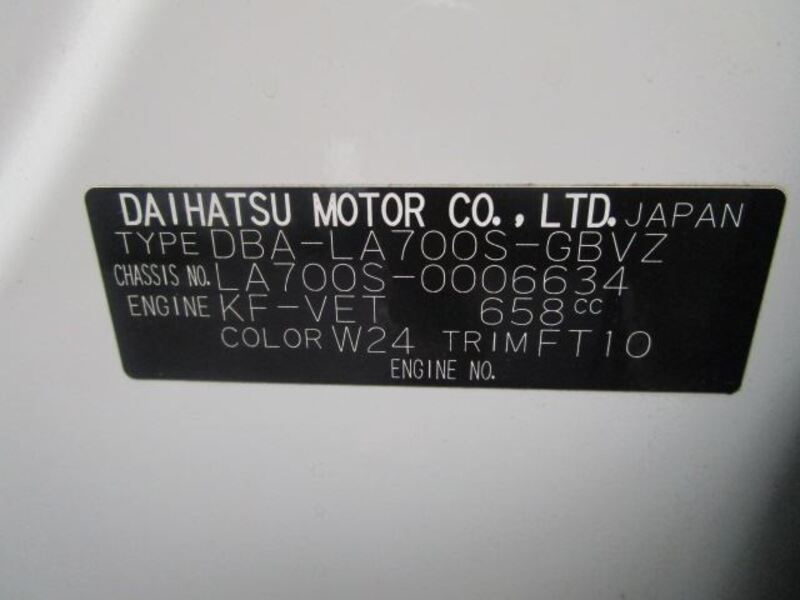 DAIHATSU MOTOR CO., LTD. JAPAN
TYPE DBA-LA700S-GBVZ
CHASSIS NO. LA700S-0006634
ENGINE KF-VET 658cc
COLOR W24 TRIM FT10
ENGINE NO.